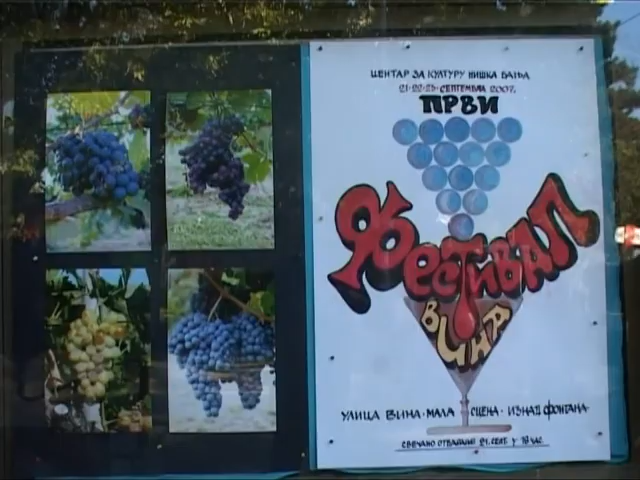 ЦЕНТАР ЗА КУЛТУРУ НИШКА БАЊА
21-22-23. СЕПТЕМБАР 2007.
ПРВИ
ФЕСТИВАЛ
ВИНА
УЛИЦА ВИНА · МАЛА СЦЕНА · ИЗНАД ФОНТАНА
СВЕЧАНО ОТВАРАЊЕ 21. СЕПТ. У 18 ЧАС.